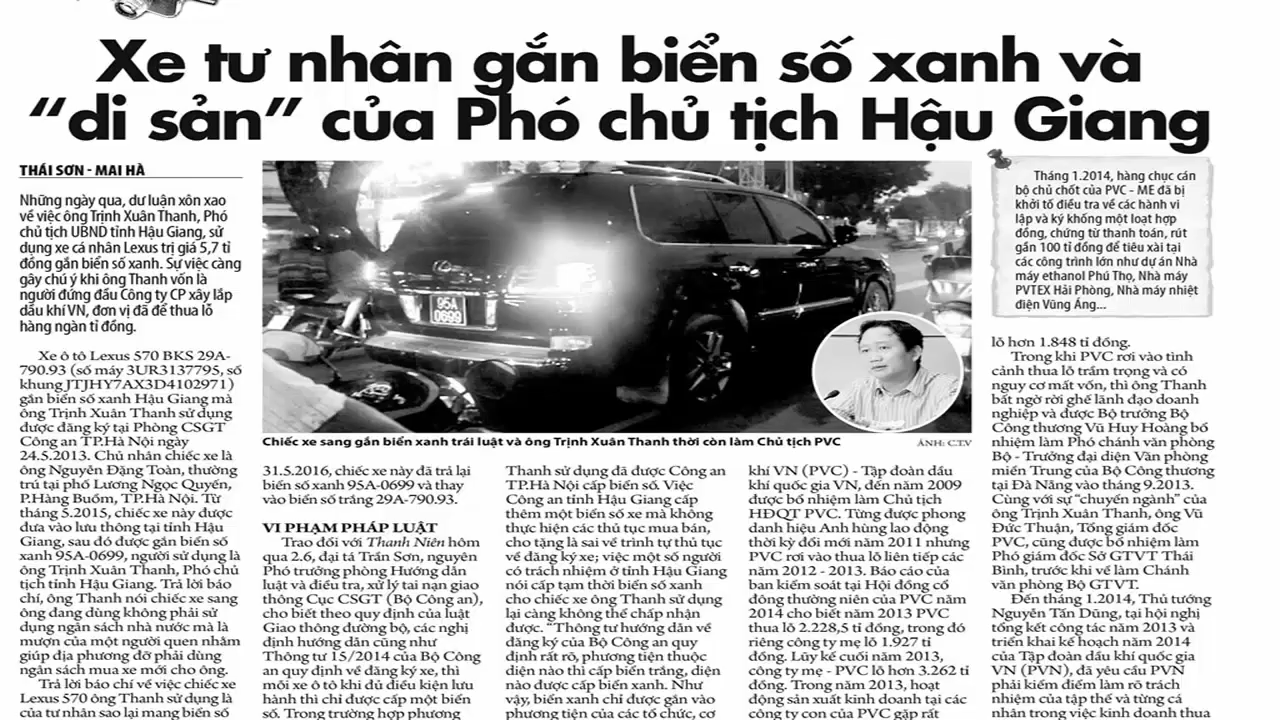 Xe tư nhân gắn biển số xanh và
“di sản” của Phó chủ tịch Hậu Giang
THÁI SƠN - MAI HÀ
Những ngày qua, dư luận xôn xao
về việc ông Trịnh Xuân Thanh, Phó
chủ tịch UBND tỉnh Hậu Giang, sử
dụng xe cá nhân Lexus trị giá 5,7 tỉ
đồng gắn biển số xanh. Sự việc càng
gây chú ý khi ông Thanh vốn là
người đứng đầu Công ty CP xây lắp
dầu khí VN, đơn vị đã để thua lỗ
hàng ngàn tỉ đồng.
Xe ô tô Lexus 570 BKS 29A-
790.93 (số máy 3UR3137795, số
khung JTJHY7AX3D4102971)
gắn biển số xanh Hậu Giang mà
ông Trịnh Xuân Thanh sử dụng
được đăng ký tại Phòng CSGT
Công an TP.Hà Nội ngày
24.5.2013. Chủ nhân chiếc xe là
ông Nguyễn Đặng Toàn, thường
trú tại phố Lương Ngọc Quyến,
P.Hàng Buồm, TP.Hà Nội. Từ
tháng 5.2015, chiếc xe này được
đưa vào lưu thông tại tỉnh Hậu
Giang, sau đó được gắn biển số
xanh 95A-0699, người sử dụng là
ông Trịnh Xuân Thanh, Phó chủ
tịch tỉnh Hậu Giang. Trả lời báo
chí, ông Thanh nói chiếc xe sang
ông đang dùng không phải sử
dụng ngân sách nhà nước mà là
mượn của một người quen nhằm
giúp địa phương đỡ phải dùng
ngân sách mua xe mới cho ông.
Trả lời báo chí về việc chiếc xe
Lexus 570 ông Thanh sử dụng là
của tư nhân sao lại mang biển số
95A
0699
Chiếc xe sang gắn biển xanh trái luật và ông Trịnh Xuân Thanh thời còn làm Chủ tịch PVC
ẢNH: C.T.V
31.5.2016, chiếc xe này đã trả lại
biển số xanh 95A-0699 và thay
vào biển số trắng 29A-790.93.
VI PHẠM PHÁP LUẬT
Trao đổi với Thanh Niên hôm
qua 2.6, đại tá Trần Sơn, nguyên
Phó trưởng phòng Hướng dẫn
luật và điều tra, xử lý tai nạn giao
thông Cục CSGT (Bộ Công an),
cho biết theo quy định của luật
Giao thông đường bộ, các nghị
định hướng dẫn cũng như
Thông tư 15/2014 của Bộ Công
an quy định về đăng ký xe, thì
mỗi xe ô tô khi đủ điều kiện lưu
hành thì chỉ được cấp một biển
số. Trong trường hợp phương
Thanh sử dụng đã được Công an
TP.Hà Nội cấp biển số. Việc
Công an tỉnh Hậu Giang cấp
thêm một biển số xe mà không
thực hiện các thủ tục mua bán,
cho tặng là sai về trình tự thủ tục
về đăng ký xe; việc một số người
có trách nhiệm ở tỉnh Hậu Giang
nói cấp tạm thời biển số xanh
cho chiếc xe ông Thanh sử dụng
lại càng không thể chấp nhận
được. “Thông tư hướng dẫn về
đăng ký của Bộ Công an quy
định rất rõ, phương tiện thuộc
diện nào thì cấp biển trắng, diện
nào được cấp biển xanh. Như
vậy, biển xanh chỉ được gắn vào
phương tiện của các tổ chức, cơ
khí VN (PVC) - Tập đoàn dầu
khí quốc gia VN, đến năm 2009
được bổ nhiệm làm Chủ tịch
HĐQT PVC. Từng được phong
danh hiệu Anh hùng lao động
thời kỳ đổi mới năm 2011 nhưng
PVC rơi vào thua lỗ liên tiếp các
năm 2012 - 2013. Báo cáo của
ban kiểm soát tại Hội đồng cổ
đông thường niên của PVC năm
2014 cho biết năm 2013 PVC
thua lỗ 2.228,5 tỉ đồng, trong đó
riêng công ty mẹ lỗ 1.927 tỉ
đồng. Lũy kế cuối năm 2013,
công ty mẹ - PVC lỗ hơn 3.262 tỉ
đồng. Trong năm 2013, hoạt
động sản xuất kinh doanh tại các
công ty con của PVC gặp rất
Tháng 1.2014, hàng chục cán
bộ chủ chốt của PVC - ME đã bị
khởi tố điều tra về các hành vi
lập và ký khống một loạt hợp
đồng, chứng từ thanh toán, rút
gần 100 tỉ đồng để tiêu xài tại
các công trình lớn như dự án Nhà
máy ethanol Phú Thọ, Nhà máy
PVTEX Hải Phòng, Nhà máy nhiệt
điện Vũng Áng...
lỗ hơn 1.848 tỉ đồng.
Trong khi PVC rơi vào tình
cảnh thua lỗ trầm trọng và có
nguy cơ mất vốn, thì ông Thanh
bất ngờ rời ghế lãnh đạo doanh
nghiệp và được Bộ trưởng Bộ
Công thương Vũ Huy Hoàng bổ
nhiệm làm Phó chánh văn phòng
Bộ - Trưởng đại diện Văn phòng
miền Trung của Bộ Công thương
tại Đà Nẵng vào tháng 9.2013.
Cùng với sự “chuyển ngành” của
ông Trịnh Xuân Thanh, ông Vũ
Đức Thuận, Tổng giám đốc
PVC, cũng được bổ nhiệm làm
Phó giám đốc Sở GTVT Thái
Bình, trước khi về làm Chánh
văn phòng Bộ GTVT.
Đến tháng 1.2014, Thủ tướng
Nguyễn Tấn Dũng, tại hội nghị
tổng kết công tác năm 2013 và
triển khai kế hoạch năm 2014
của Tập đoàn dầu khí quốc gia
VN (PVN), đã yêu cầu PVN
phải kiểm điểm làm rõ trách
nhiệm của tập thể và từng cá
nhân trong việc kinh doanh thua